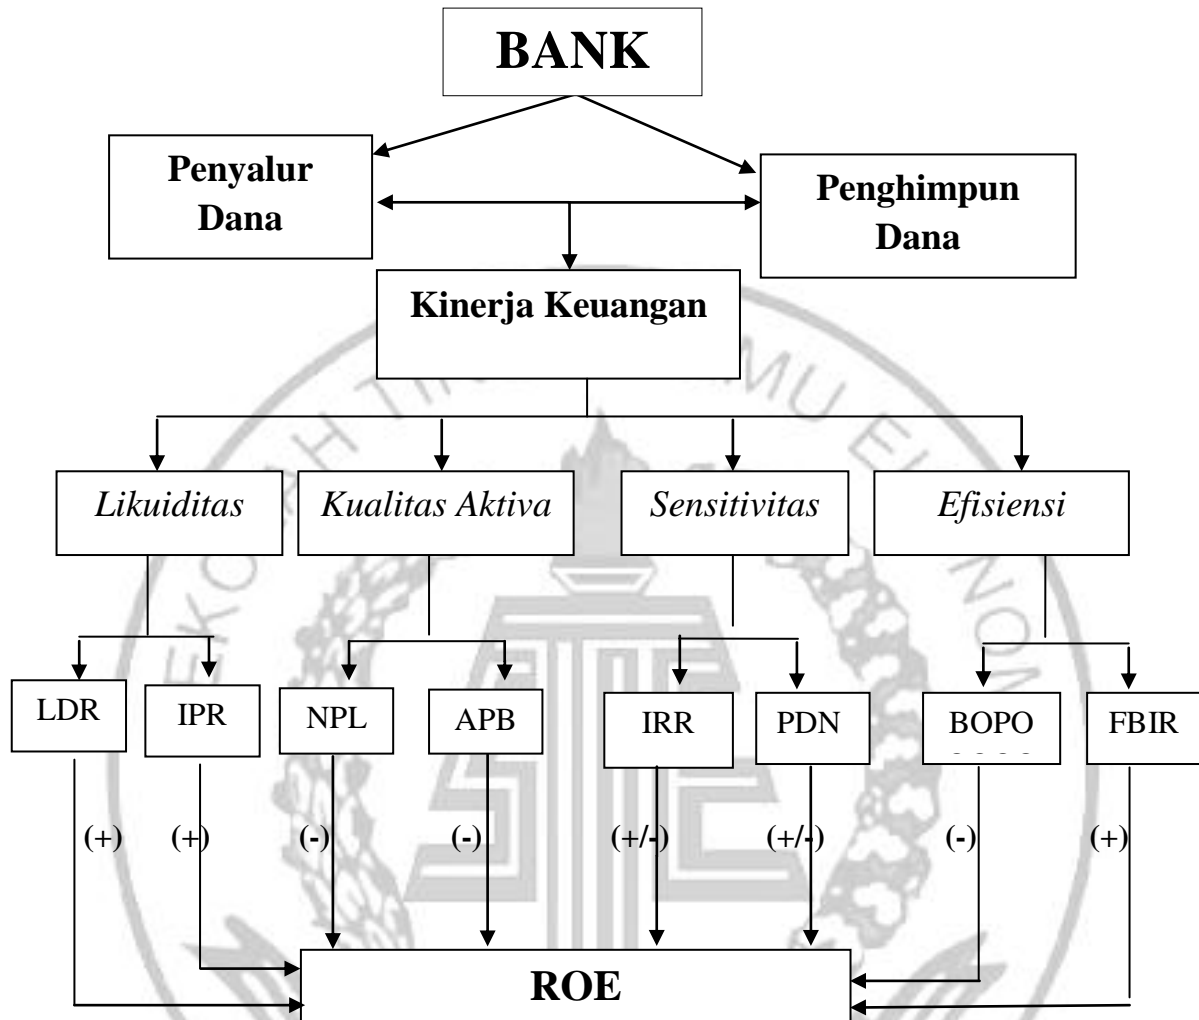 BANK
Penyalur
Dana
Penghimpun
Dana
Kinerja Keuangan
Likuiditas
Kualitas Aktiva
Sensitivitas
Efisiensi
LDR
IPR
NPL
APB
IRR
PDN
BOPO
FBIR
(+)
(+)
(-)
(-)
(+/-)
(+/-)
(-)
(+)
ROE